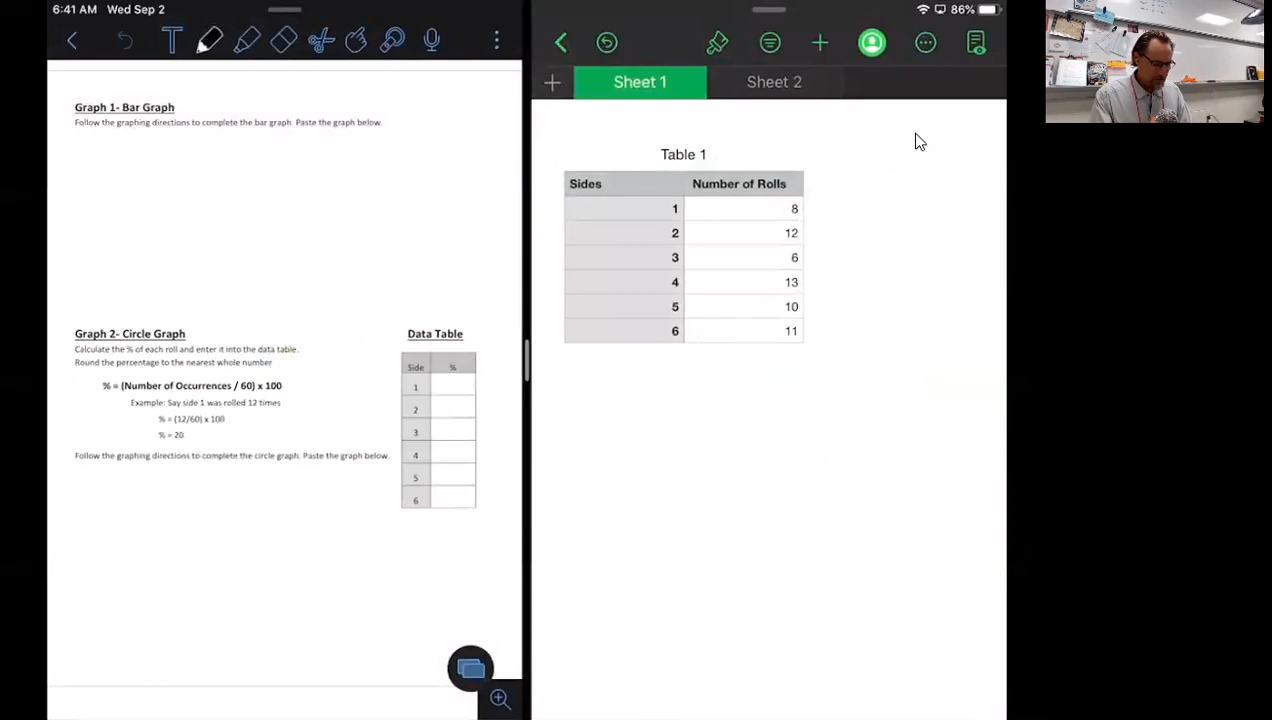 6:41 AM Wed Sep 2
86%
T
Sheet 1
Sheet 2
Graph 1- Bar Graph
Follow the graphing directions to complete the bar graph. Paste the graph below.
Table 1
Sides Number of Rolls
1 8
2 12
3 6
4 13
5 10
6 11
Graph 2- Circle Graph
Calculate the % of each roll and enter it into the data table.
Round the percentage to the nearest whole number
% = (Number of Occurrences / 60) x 100
Example: Say side 1 was rolled 12 times
% = (12/60) x 100
% = 20
Follow the graphing directions to complete the circle graph. Paste the graph below.
Data Table
Side %
1
2
3
4
5
6